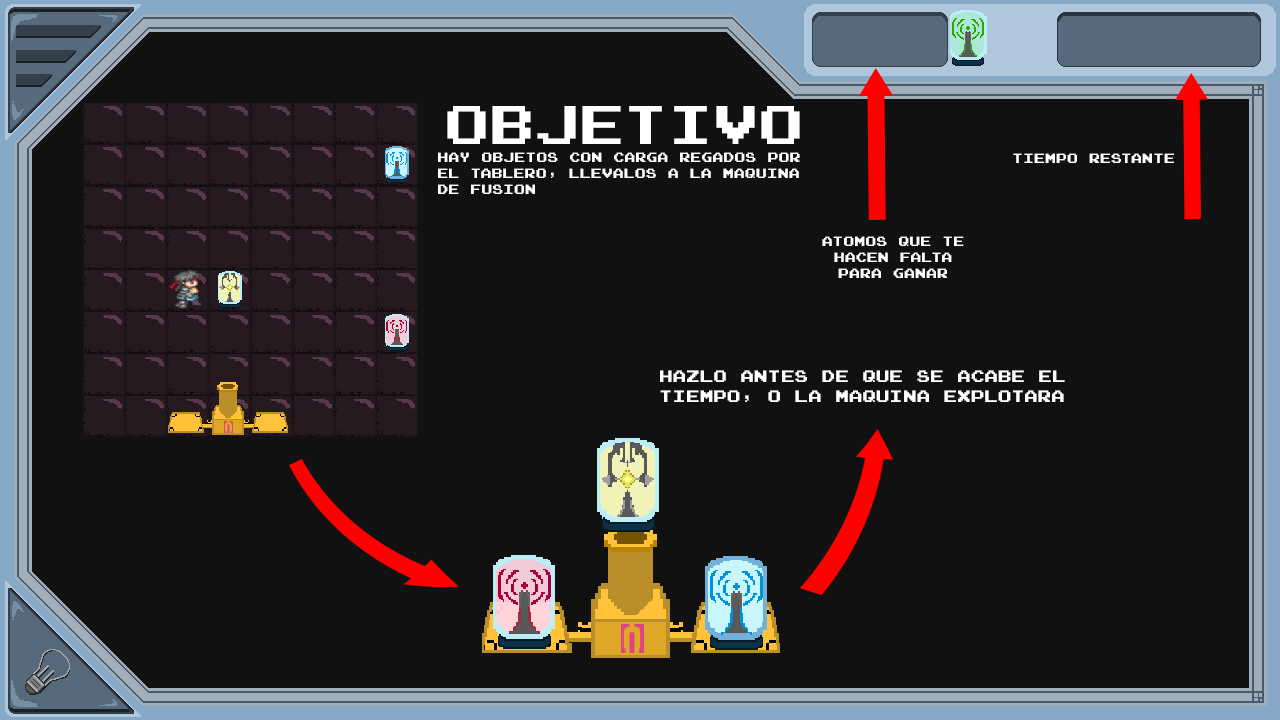 OBJETIVO
HAY OBJETOS CON CARGA REGADOS POR
EL TABLERO, LLEVALOS A LA MAQUINA
DE FUSION
TIEMPO RESTANTE
ATOMOS QUE TE
HACEN FALTA
PARA GANAR
HAZLO ANTES DE QUE SE ACABE EL
TIEMPO, O LA MAQUINA EXPLOTARA